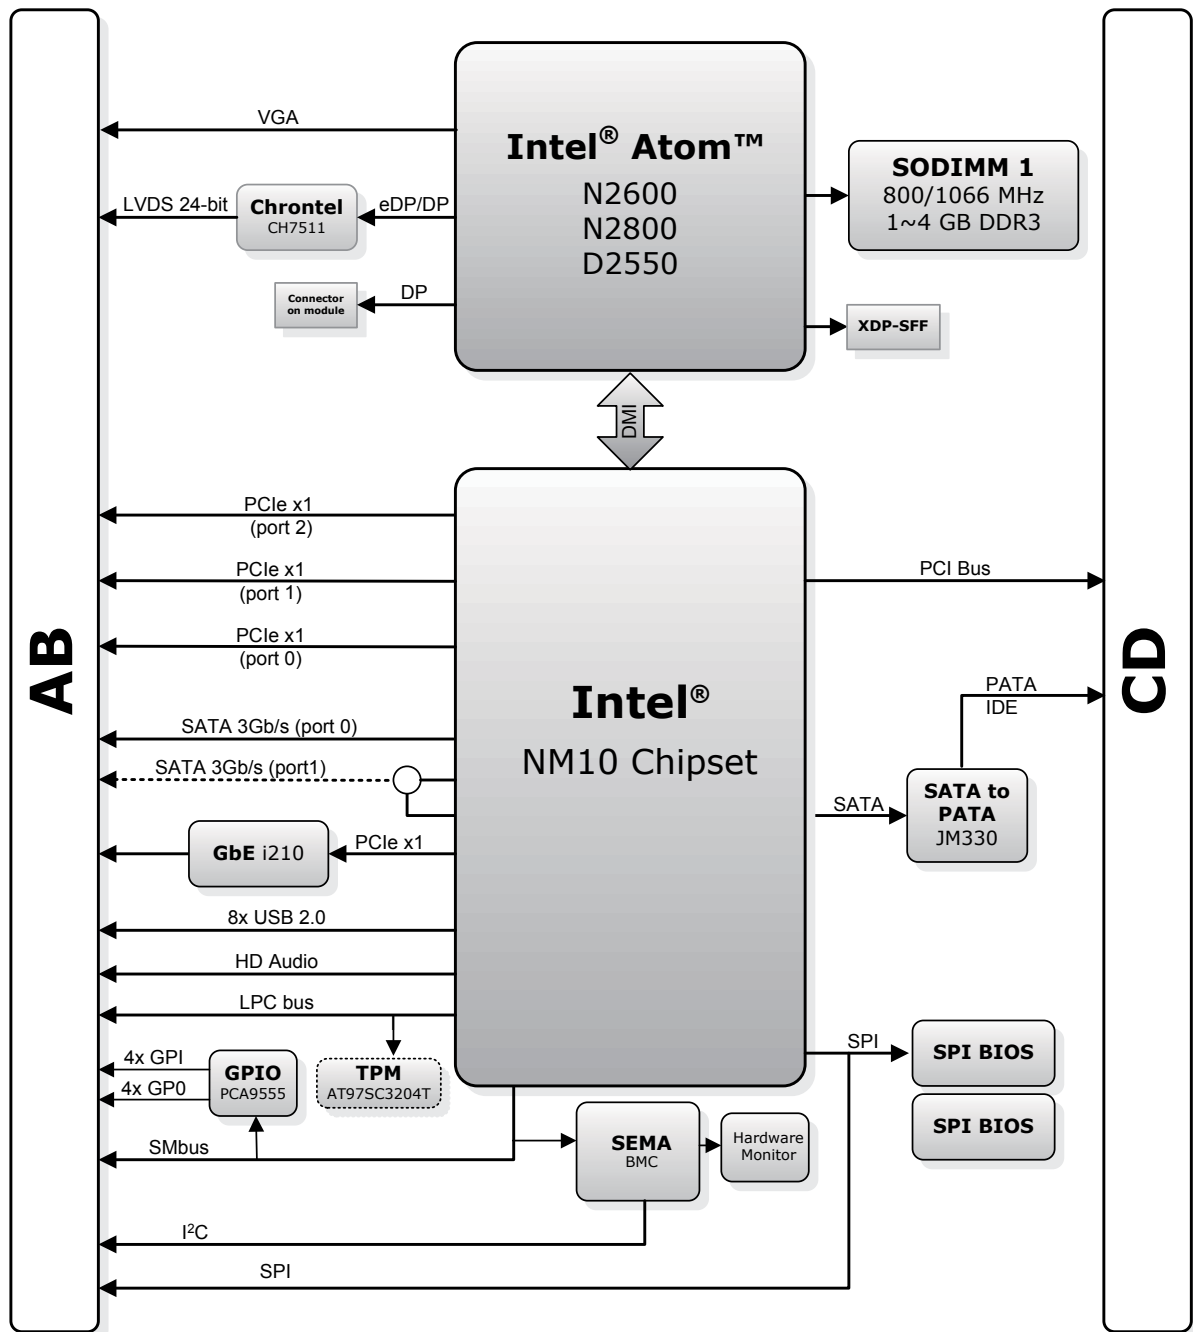 AB
CD
VGA
Intel® Atom™
N2600
N2800
D2550
SODIMM 1
800/1066 MHz
1~4 GB DDR3
LVDS 24-bit
Chrontel
CH7511
eDP/DP
Connector
on module
DP
XDP-SFF
DMI
PCIe x1
(port 2)
PCIe x1
(port 1)
PCIe x1
(port 0)
PCI Bus
Intel®
NM10 Chipset
PATA
IDE
SATA 3Gb/s (port 0)
SATA 3Gb/s (port1)
SATA
SATA to
PATA
JM330
GbE i210
PCIe x1
8x USB 2.0
HD Audio
LPC bus
4x GPI
4x GP0
GPIO
PCA9555
TPM
AT97SC3204T
SPI
SPI BIOS
SPI BIOS
SMbus
SEMA
BMC
Hardware
Monitor
I²C
SPI